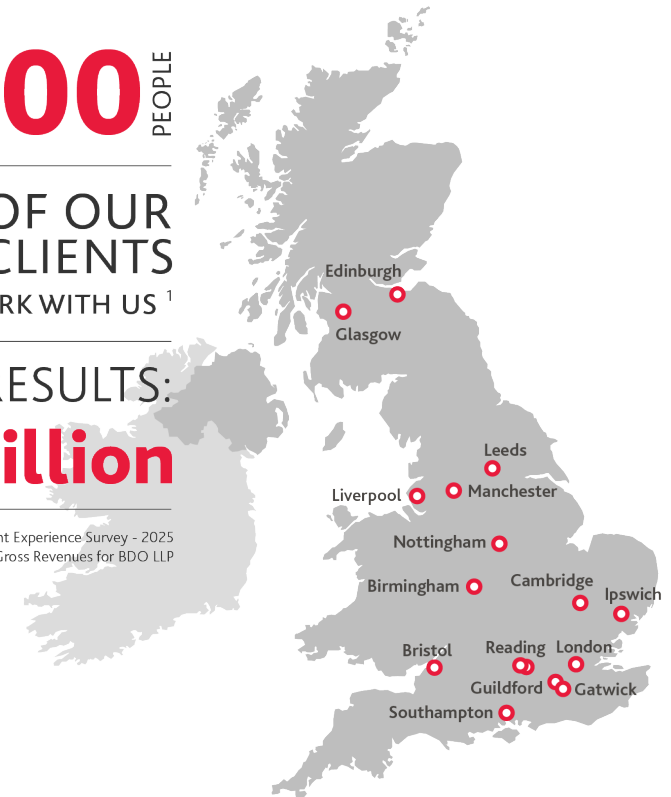 00
PEOPLE
OF OUR
CLIENTS
RK WITH US 1
RESULTS:
illion
nt Experience Survey - 2025
Gross Revenues for BDO LLP
Edinburgh
Glasgow
Leeds
Liverpool
Manchester
Nottingham
Birmingham
Cambridge
Ipswich
Bristol
Reading
London
Guildford
Gatwick
Southampton